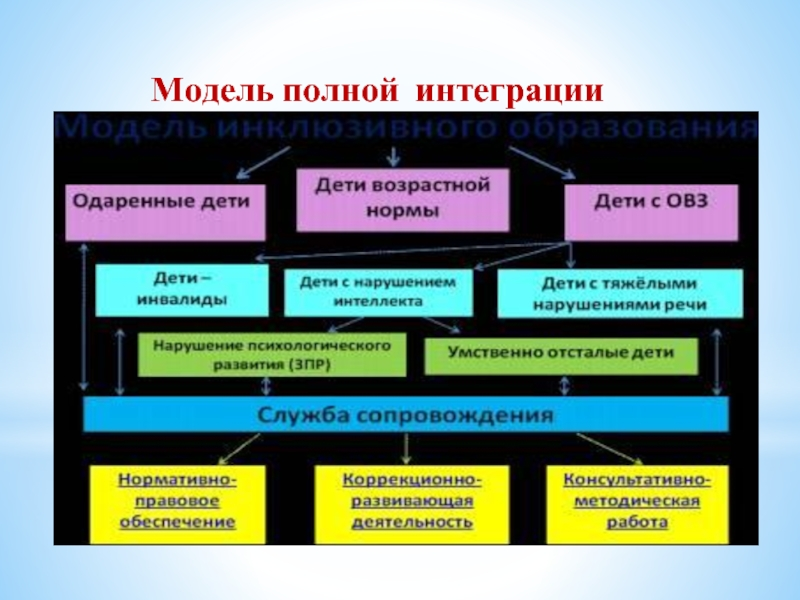 Модель полной интеграции
Модель инклюзивного образования
Одаренные дети
Дети возрастной
нормы
Дети с ОВЗ
Дети –
инвалиды
Дети с нарушением
интеллекта
Дети с тяжёлыми
нарушениями речи
Нарушение психологического
развития (ЗПР)
Умственно отсталые дети
Служба сопровождения
Нормативно-
правовое
обеспечение
Коррекционно-
развивающая
деятельность
Консультативно-
методическая
работа